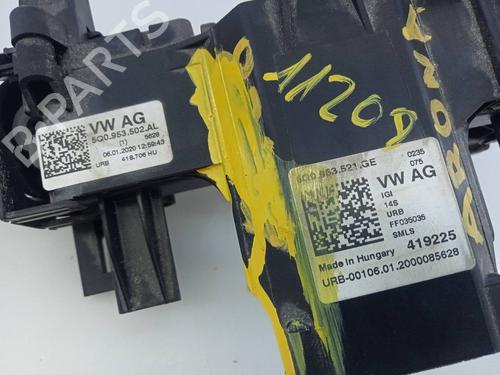 B-PARTS
VW AG
5Q0.953.502.AL
(1) 5628
06.01.2020 12:59:43
URB 418.706 HU
1120D
ARONA
5Q0.953.521.GE 0235
VW AG 075
1GI
14S
URB
FF035035
SMLS
Made in Hungary 419225
URB-00106.01.2000085628